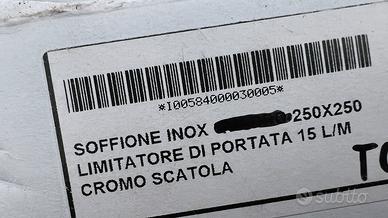 *I00584000030005*
SOFFIONE INOX 250X250
LIMITATORE DI PORTATA 15 L/M
CROMO SCATOLA
TO
subito